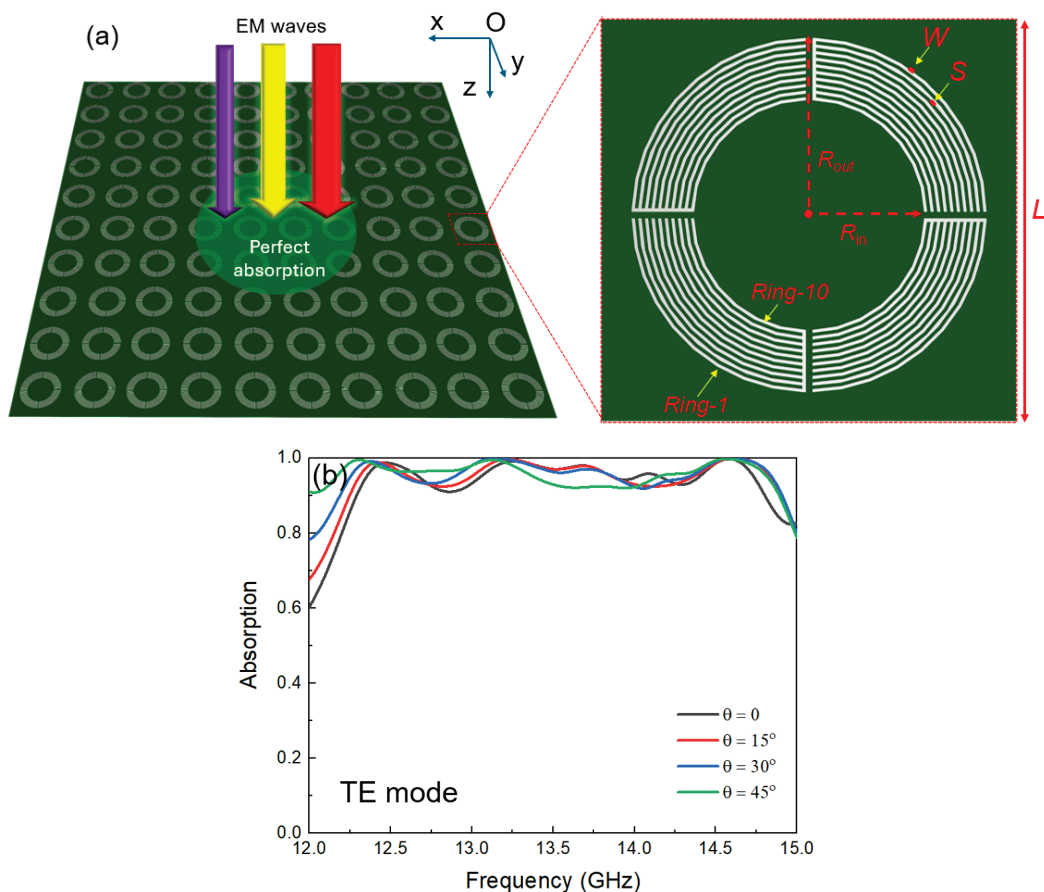 (a)
EM waves
O
x
y
z
Perfect
absorption
W
S
Rout
Rin
L
Ring-10
Ring-1
(b)
1.0
0.8
0.6
0.4
0.2
0.0
Absorption
θ = 0
θ = 15°
θ = 30°
θ = 45°
TE mode
12.0 12.5 13.0 13.5 14.0 14.5 15.0
Frequency (GHz)